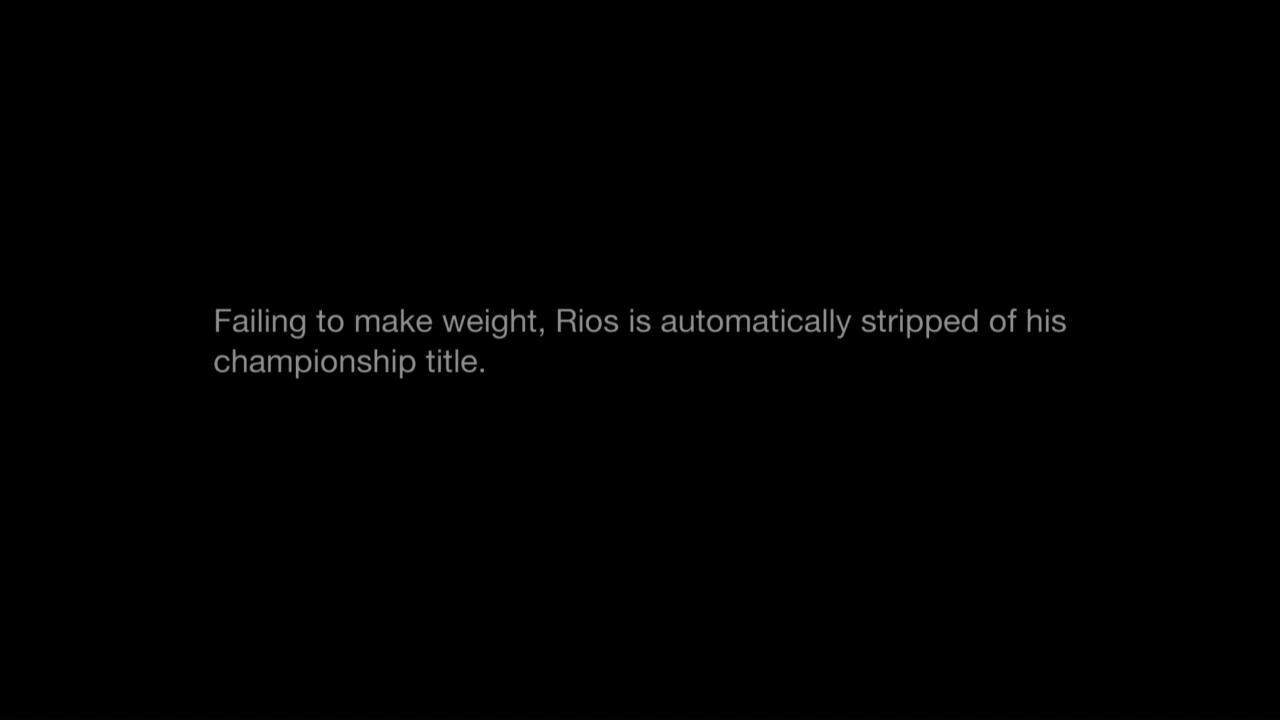 Failing to make weight, Rios is automatically stripped of his
championship title.